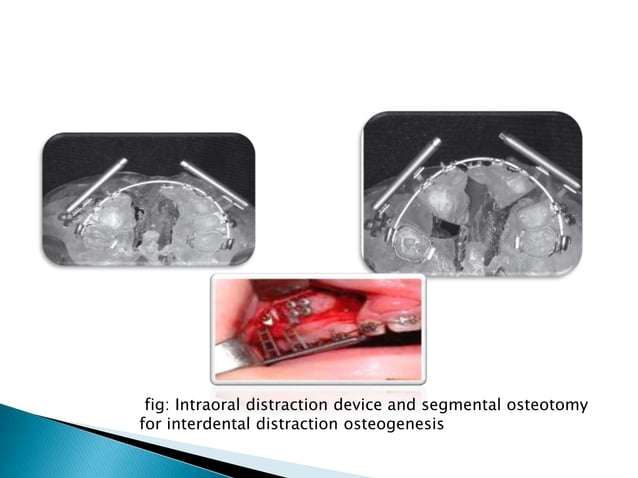 fig: Intraoral distraction device and segmental osteotomy
for interdental distraction osteogenesis